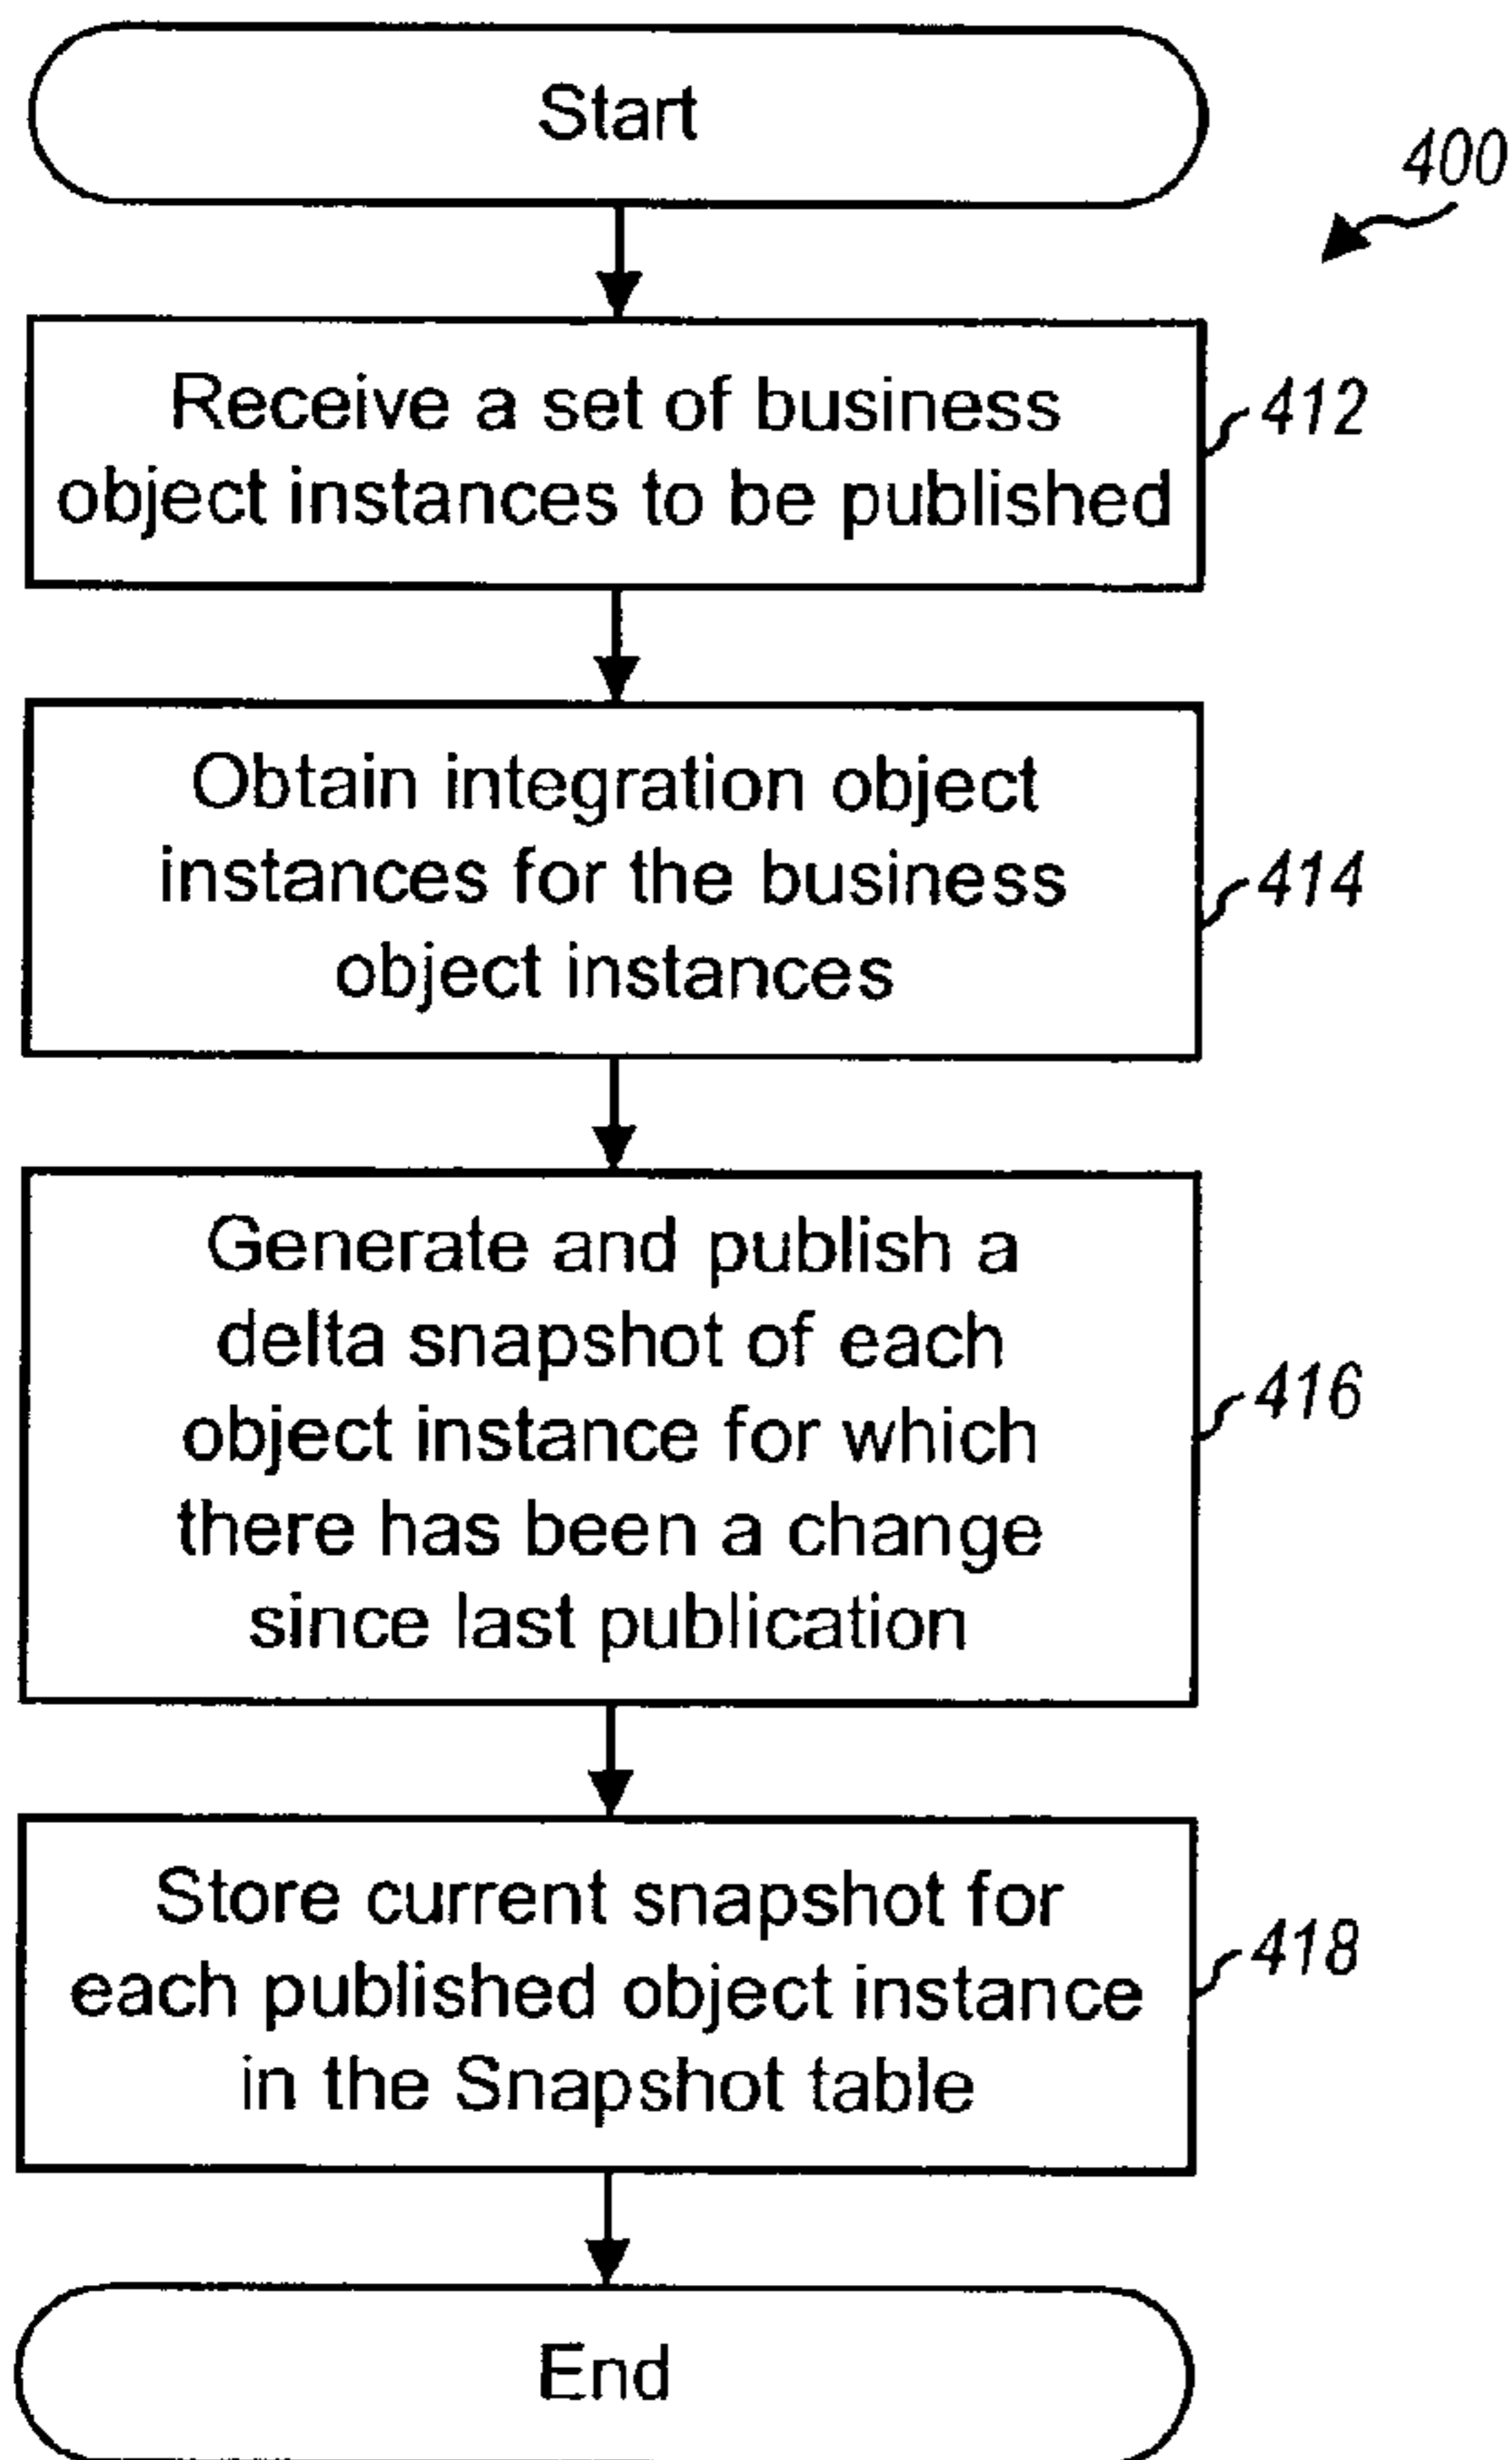 Start
400
Receive a set of business
object instances to be published
412
Obtain integration object
instances for the business
object instances
414
Generate and publish a
delta snapshot of each
object instance for which
there has been a change
since last publication
416
Store current snapshot for
each published object instance
in the Snapshot table
418
End